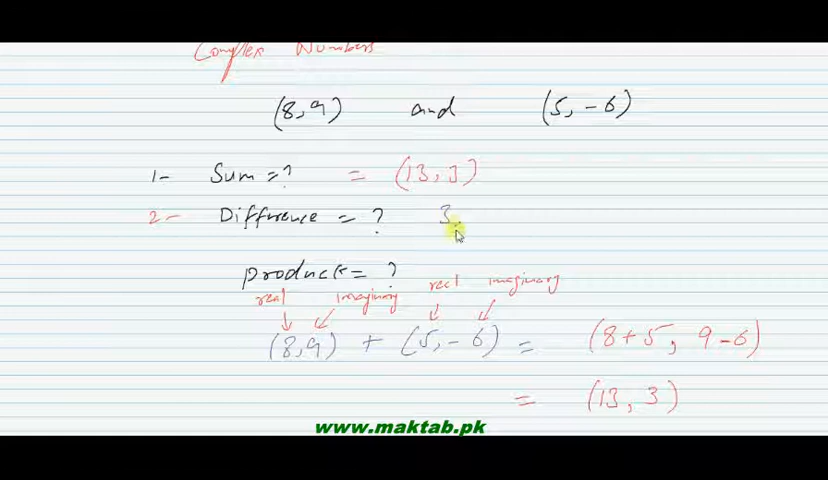 Complex Numbers
(8,9) and (5,-6)
1- Sum=? = (13,3)
2- Difference = ? 3
product= ?
real imaginary real imaginary
(8,9) + (5,-6) = (8+5, 9-6)
= (13, 3)
www.maktab.pk